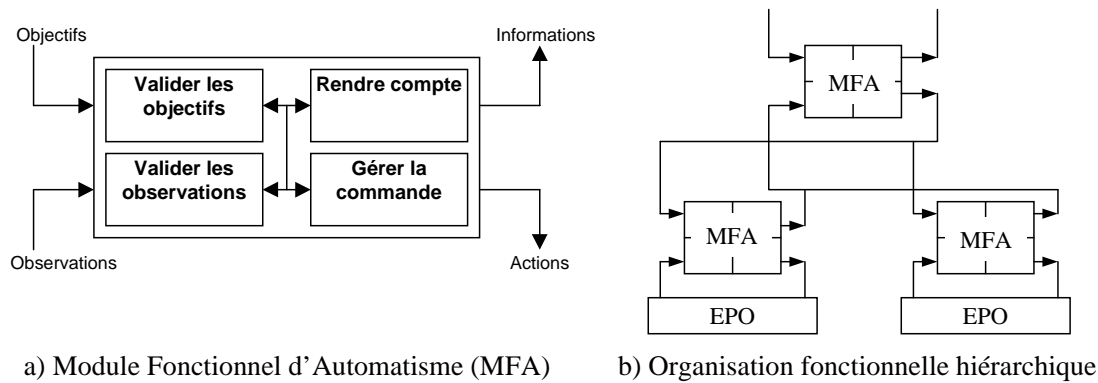 Objectifs
Informations
Valider les
objectifs
Rendre compte
Valider les
observations
Gérer la
commande
Observations
Actions
MFA
MFA
MFA
EPO
EPO
a) Module Fonctionnel d'Automatisme (MFA)
b) Organisation fonctionnelle hiérarchique